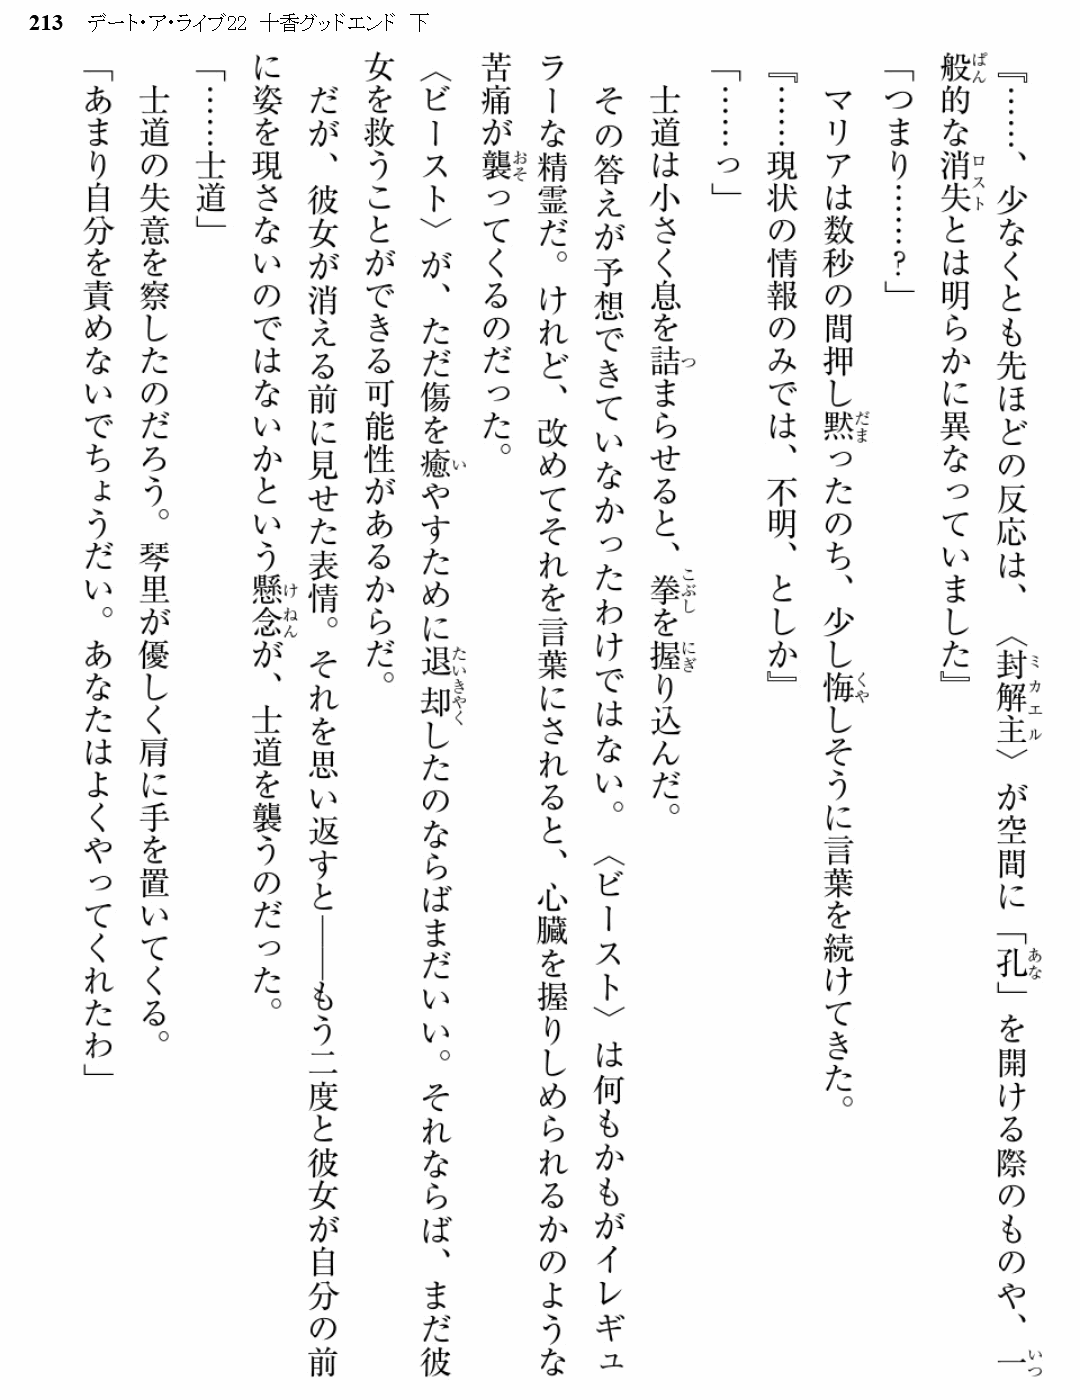 213 デート・ア・ライブ22 十香グッドエンド 下
『……、少なくとも先ほどの反応は、〈封解主〉が空間に「孔」を開ける際のものや、一
般的な消失とは明らかに異なっていました』
「つまり……？」
マリアは数秒の間押し黙ったのち、少し悔しそうに言葉を続けてきた。
『……現状の情報のみでは、不明、としか』
「……っ」
士道は小さく息を詰まらせると、拳を握り込んだ。
その答えが予想できていなかったわけではない。〈ビースト〉は何もかもがイレギュ
ラーな精霊だ。けれど、改めてそれを言葉にされると、心臓を握りしめられるかのような
苦痛が襲ってくるのだった。
〈ビースト〉が、ただ傷を癒やすために退却したのならばまだいい。それならば、まだ彼
女を救うことができる可能性があるからだ。
だが、彼女が消える前に見せた表情。それを思い返すと――もう二度と彼女が自分の前
に姿を現さないのではないかという懸念が、士道を襲うのだった。
「……士道」
士道の失意を察したのだろう。琴里が優しく肩に手を置いてくる。
「あまり自分を責めないでちょうだい。あなたはよくやってくれたわ」